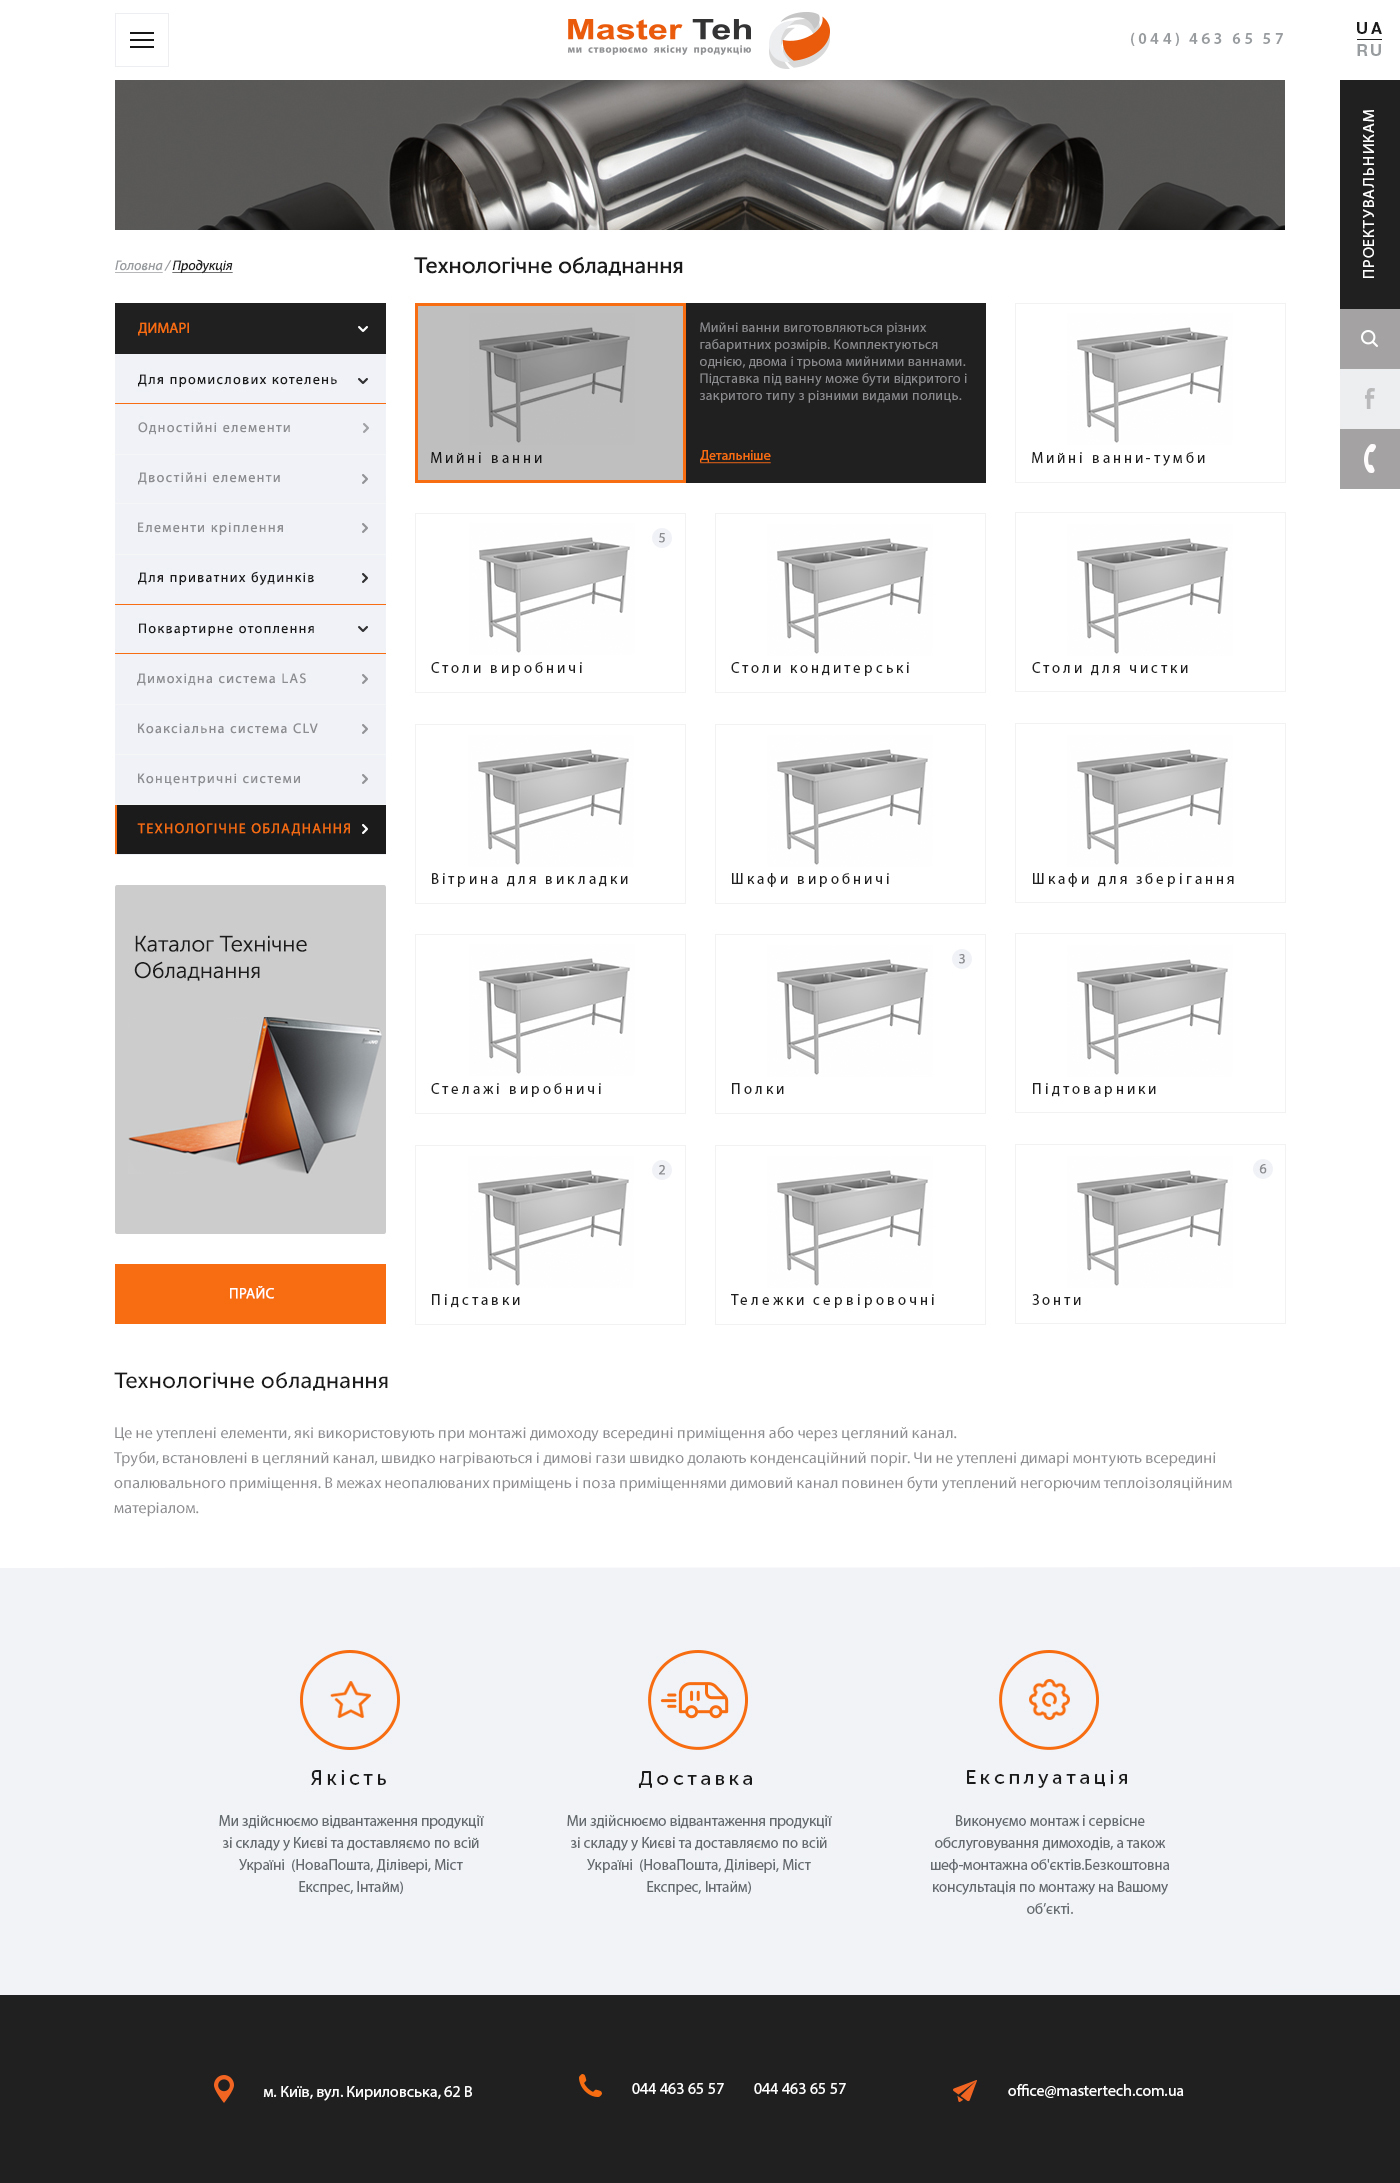 Master Teh
ми створюємо якісну продукцію
(044) 463 65 57
UA
RU
ПРОЕКТУВАЛЬНИКАМ
Головна / Продукція
Технологічне обладнання
ДИМАРІ
Для промислових котелень
Одностійні елементи
Двостійні елементи
Елементи кріплення
Для приватних будинків
Поквартирне отоплення
Димохідна система LAS
Коаксіальна система CLV
Концентричні системи
ТЕХНОЛОГІЧНЕ ОБЛАДНАННЯ
Каталог Технічне
Обладнання
ПРАЙС
Мийні ванни
Мийні ванни виготовляються різних
габаритних розмірів. Комплектуються
однією, двома і трьома мийними ваннами.
Підставка під ванну може бути відкритого і
закритого типу з різними видами полиць.
Детальніше
Мийні ванни-тумби
5
Столи виробничі
Столи кондитерські
Столи для чистки
Вітрина для викладки
Шкафи виробничі
Шкафи для зберігання
Стелажі виробничі
3
Полки
Підтоварники
2
Підставки
Тележки сервіровочні
6
Зонти
Технологічне обладнання
Це не утеплені елементи, які використовують при монтажі димоходу всередині приміщення або через цегляний канал.
Труби, встановлені в цегляний канал, швидко нагріваються і димові гази швидко долають конденсаційний поріг. Чи не утеплені димарі монтують всередині
опалювального приміщення. В межах неопалюваних приміщень і поза приміщеннями димовий канал повинен бути утеплений негорючим теплоізоляційним
матеріалом.
Якість
Ми здійснюємо відвантаження продукції
зі складу у Києві та доставляємо по всій
Україні (НоваПошта, Ділівері, Міст
Експрес, Інтайм)
Доставка
Ми здійснюємо відвантаження продукції
зі складу у Києві та доставляємо по всій
Україні (НоваПошта, Ділівері, Міст
Експрес, Інтайм)
Експлуатація
Виконуємо монтаж і сервісне
обслуговування димоходів, а також
шеф-монтажна об'єктів.Безкоштовна
консультація по монтажу на Вашому
об’єкті.
м. Київ, вул. Кириловська, 62 В
044 463 65 57 044 463 65 57
office@mastertech.com.ua